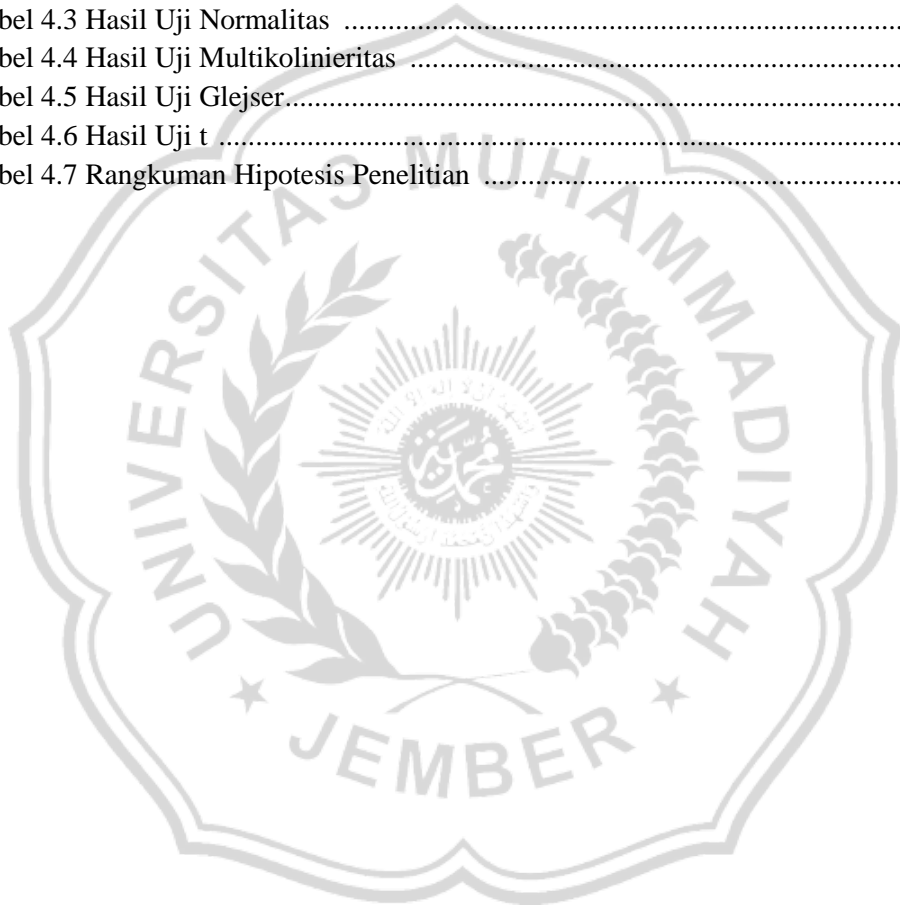 bel 4.3 Hasil Uji Normalitas ....................................................................................
bel 4.4 Hasil Uji Multikolinieritas ..........................................................................
bel 4.5 Hasil Uji Glejser...........................................................................................
bel 4.6 Hasil Uji t .....................................................................................................
bel 4.7 Rangkuman Hipotesis Penelitian ..............................................................
UNIVERSITAS MUHAMMADIYAH
JEMBER